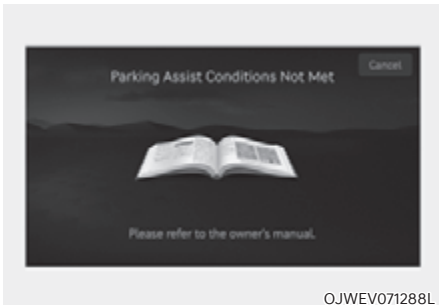 Cancel
Parking Assist Conditions Not Met
Please refer to the owner's manual.
OJWEV071288L